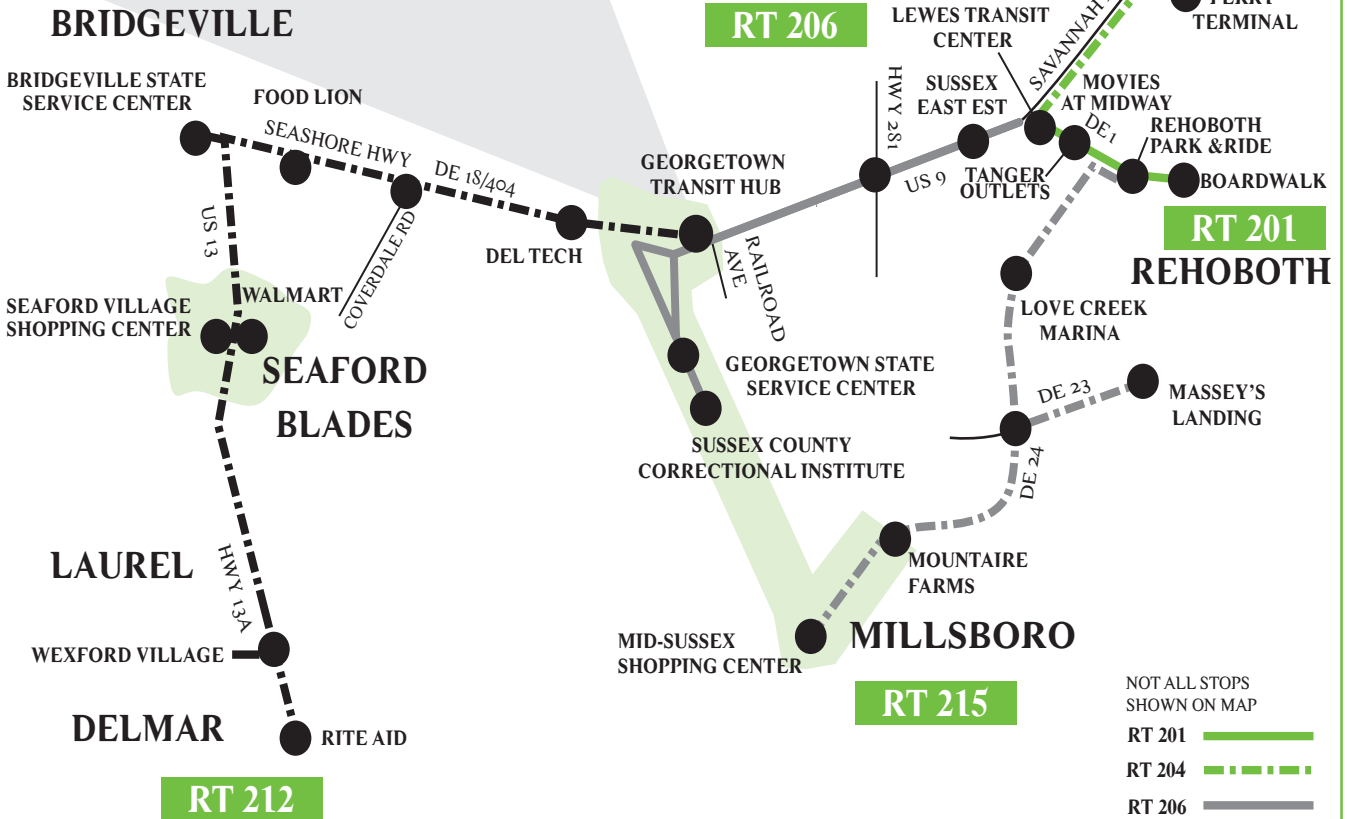 BRIDGEVILLE
RT 206
LEWES TRANSIT
CENTER
SAVANNAH
FERRY
TERMINAL
BRIDGEVILLE STATE
SERVICE CENTER
FOOD LION
SEASHORE HWY
DE 18/404
GEORGETOWN
TRANSIT HUB
HWY 281
SUSSEX
EAST EST
MOVIES
AT MIDWAY
DE 1
REHOBOTH
PARK & RIDE
US 9
TANGER
OUTLETS
BOARDWALK
RT 201
REHOBOTH
US 13
COVERDALE RD
DEL TECH
RAILROAD
AVE
SEAFORD VILLAGE
SHOPPING CENTER
WALMART
SEAFORD
BLADES
LOVE CREEK
MARINA
GEORGETOWN STATE
SERVICE CENTER
DE 23
MASSEY'S
LANDING
SUSSEX COUNTY
CORRECTIONAL INSTITUTE
DE 24
LAUREL
HWY 13A
MOUNTAIRE
FARMS
WEXFORD VILLAGE
MID-SUSSEX
SHOPPING CENTER
MILLSBORO
RT 215
DELMAR
RITE AID
RT 212
NOT ALL STOPS
SHOWN ON MAP
RT 201
RT 204
RT 206